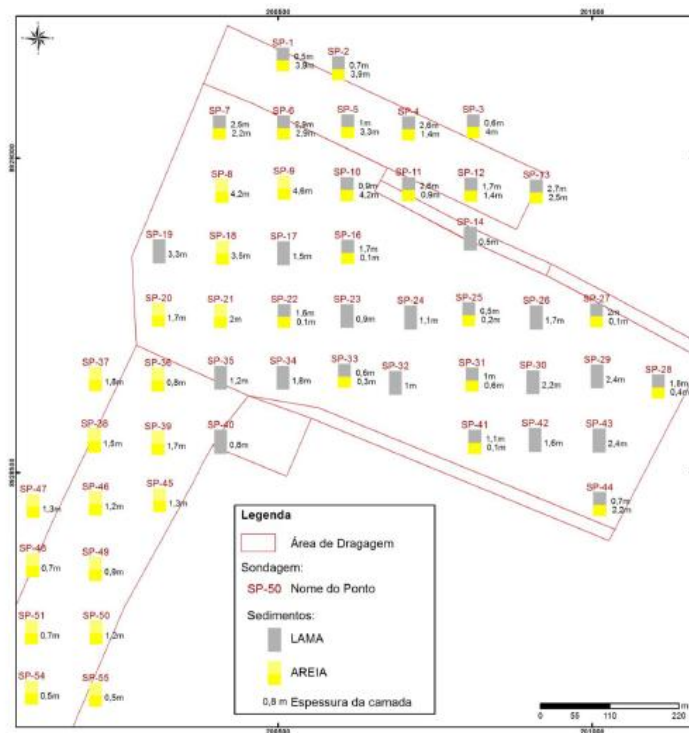 200500
201000
SP-1
0,5m
3,9m
SP-2
0,7m
3,9m
SP-7
2,2m
SP-6
2,9m
SP-5
1m
3,3m
SP-4
2,6m
1,4m
SP-3
0,6m
4m
SP-8
4,2m
SP-9
4,6m
SP-10
0,9m
4,2m
SP-11
2,6m
0,9m
SP-12
1,7m
1,4m
SP-13
2,7m
2,5m
SP-14
0,5m
SP-19
3,3m
SP-18
3,5m
SP-17
1,5m
SP-16
1,7m
0,1m
SP-20
1,7m
SP-21
2m
SP-22
1,6m
0,1m
SP-23
0,9m
SP-24
1,1m
SP-25
0,5m
0,2m
SP-26
1,7m
SP-27
2m
0,1m
SP-37
SP-36
0,8m
SP-35
1,2m
SP-34
1,8m
SP-33
0,6m
0,3m
SP-32
1m
SP-31
1m
0,6m
SP-30
2,2m
SP-29
2,4m
SP-28
1,8m
0,4m
SP-38
1,5m
SP-39
1,7m
SP-40
0,8m
SP-41
1,1m
0,1m
SP-42
1,6m
SP-43
2,4m
SP-47
1,3m
SP-46
1,2m
SP-45
1,3m
SP-44
0,7m
2,2m
SP-48
0,7m
SP-49
0,9m
SP-51
0,7m
SP-50
1,2m
SP-54
0,5m
SP-55
0,5m
Legenda
Área de Dragagem
Sondagem:
SP-50 Nome do Ponto
Sedimentos:
LAMA
AREIA
0,8 m Espessura da camada
m
0 55 110 220